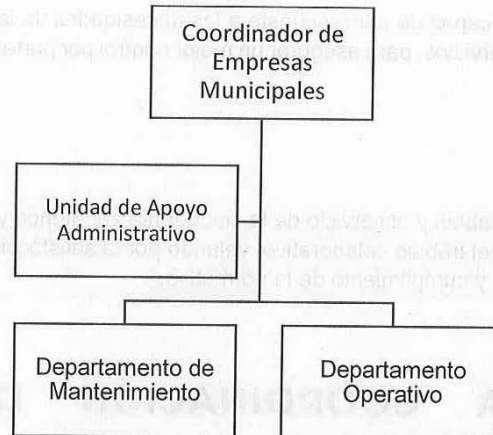 Coordinador de
Empresas
Municipales
Unidad de Apoyo
Administrativo
Departamento de
Mantenimiento
Departamento
Operativo